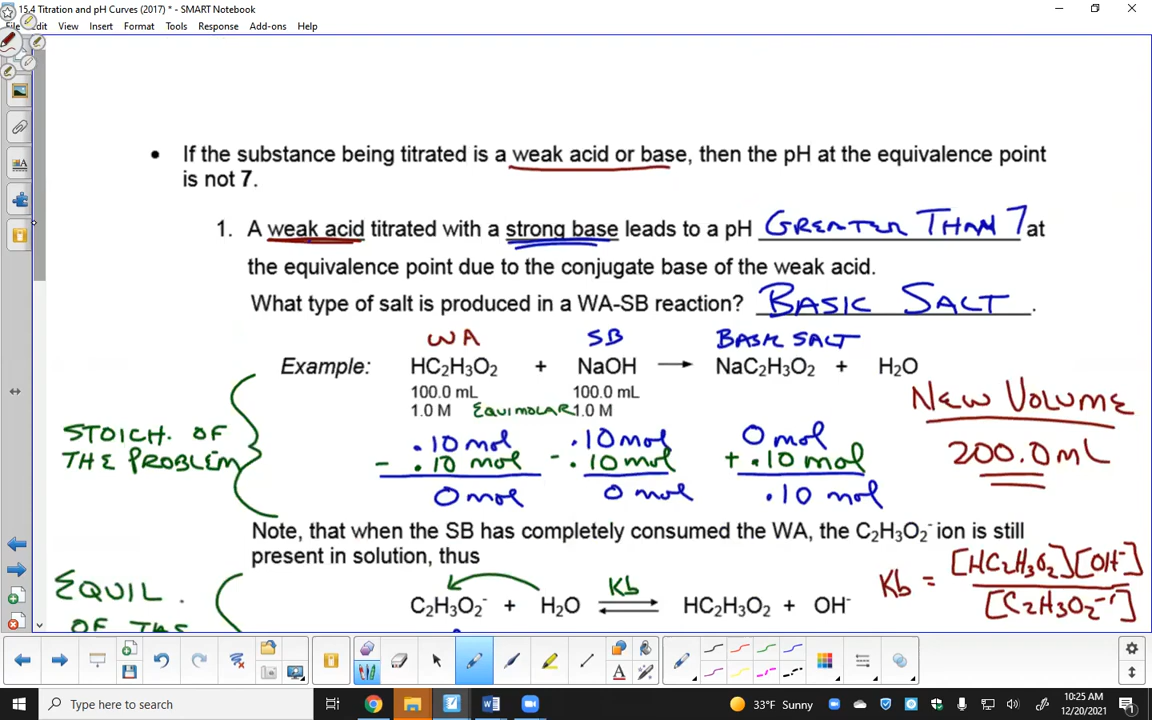 15.4 Titration and pH Curves (2017) * - SMART Notebook
File Edit View Insert Format Tools Response Add-ons Help
• If the substance being titrated is a weak acid or base, then the pH at the equivalence point
is not 7.
1. A weak acid titrated with a strong base leads to a pH GREATER THAN 7 at
the equivalence point due to the conjugate base of the weak acid.
What type of salt is produced in a WA-SB reaction? BASIC SALT.
WA SB BASIC SALT
Example: HC₂H₃O₂ + NaOH → NaC₂H₃O₂ + H₂O
100.0 mL 100.0 mL
1.0 M EQUIMOLAR 1.0 M
NEW VOLUME
200.0 mL
STOICH. OF
THE PROBLEM
.10 mol .10 mol 0 mol
- .10 mol - .10 mol + .10 mol
0 mol 0 mol .10 mol
Note, that when the SB has completely consumed the WA, the C₂H₃O₂⁻ ion is still
present in solution, thus
EQUIL.
OF THE
Kb
C₂H₃O₂⁻ + H₂O ⇌ HC₂H₃O₂ + OH⁻
Kb = [HC₂H₃O₂][OH⁻]
[C₂H₃O₂⁻¹]
Type here to search
33°F Sunny
10:25 AM
12/20/2021
1